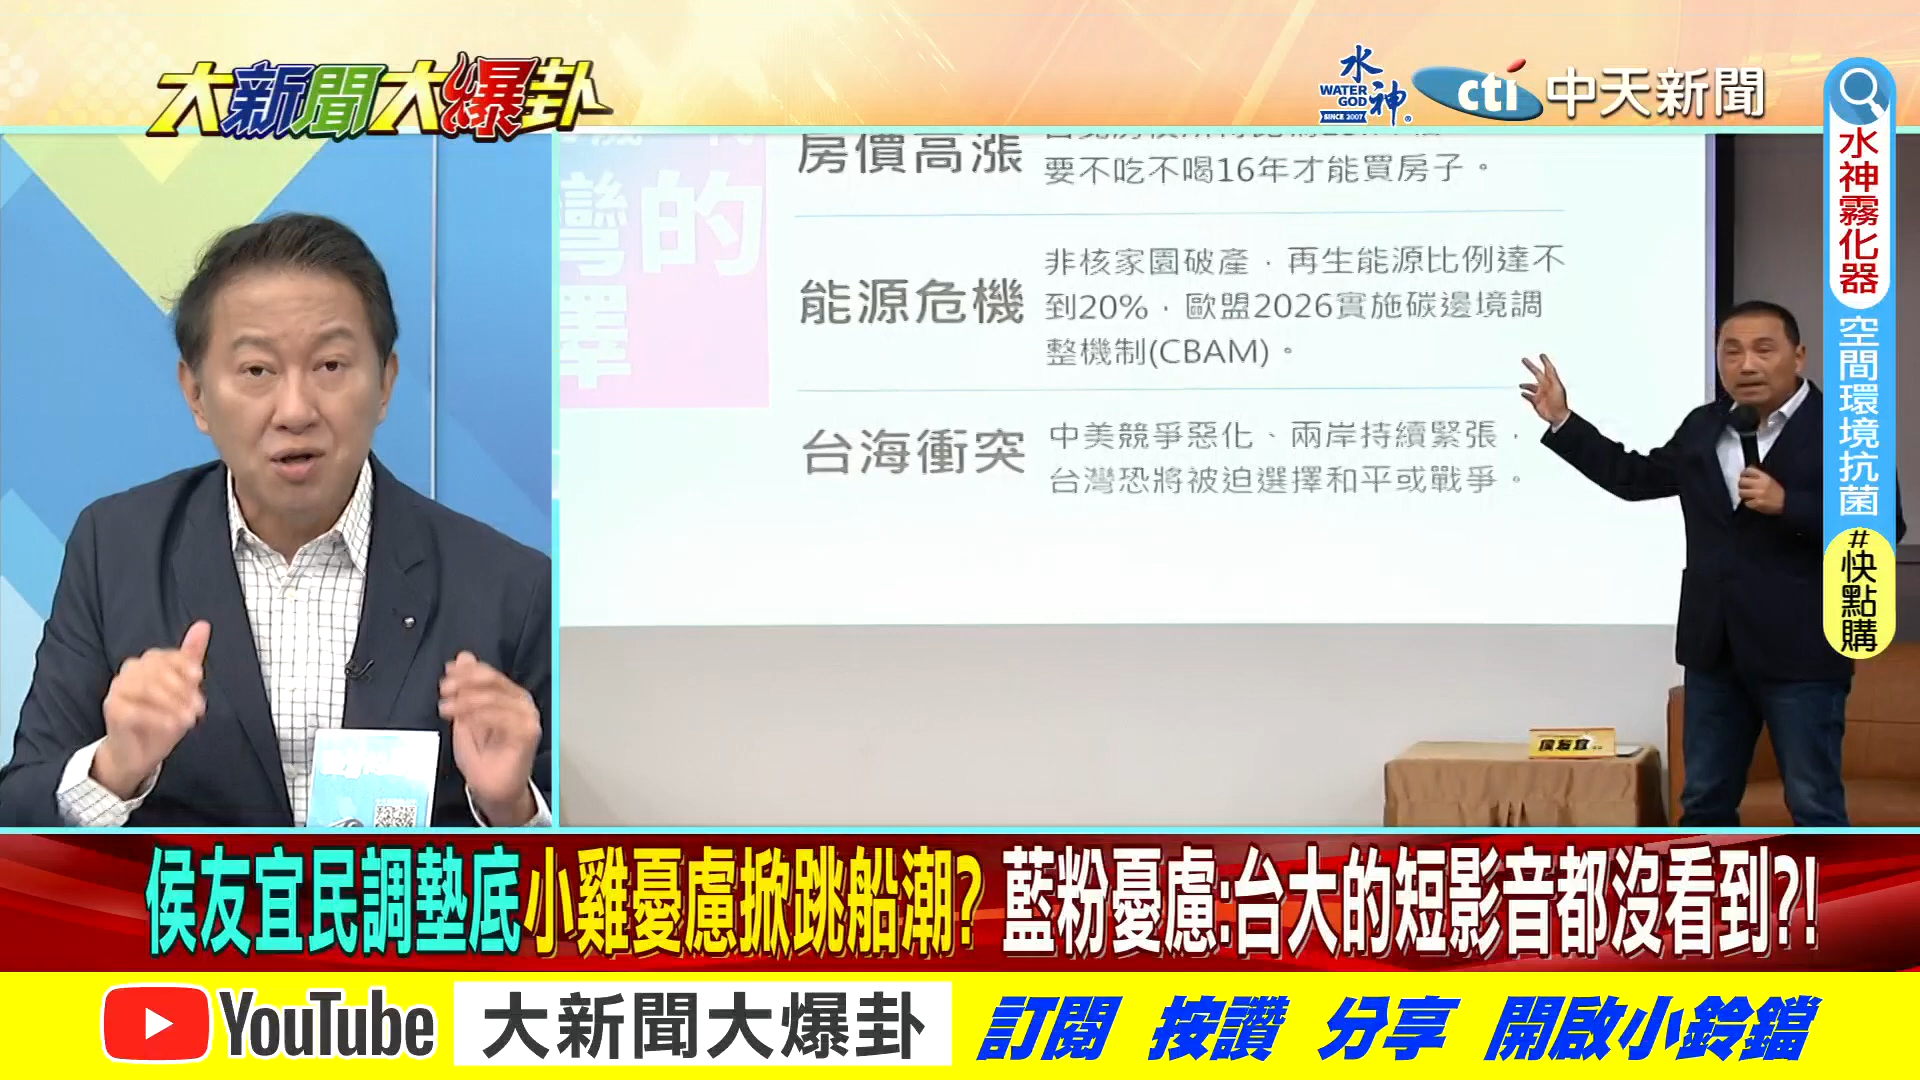 大新聞大爆卦
水神
WATER GOD
SINCE 2007
cti 中天新聞
水神霧化器 空間環境抗菌 #快點購
的
灣
擇
房價高漲
要不吃不喝16年才能買房子。
能源危機
非核家園破產，再生能源比例達不
到20%，歐盟2026實施碳邊境調
整機制(CBAM)。
台海衝突
中美競爭惡化、兩岸持續緊張，
台灣恐將被迫選擇和平或戰爭。
侯友宜
侯友宜民調墊底小雞憂慮掀跳船潮? 藍粉憂慮:台大的短影音都沒看到?!
YouTube 大新聞大爆卦 訂閱 按讚 分享 開啟小鈴鐺